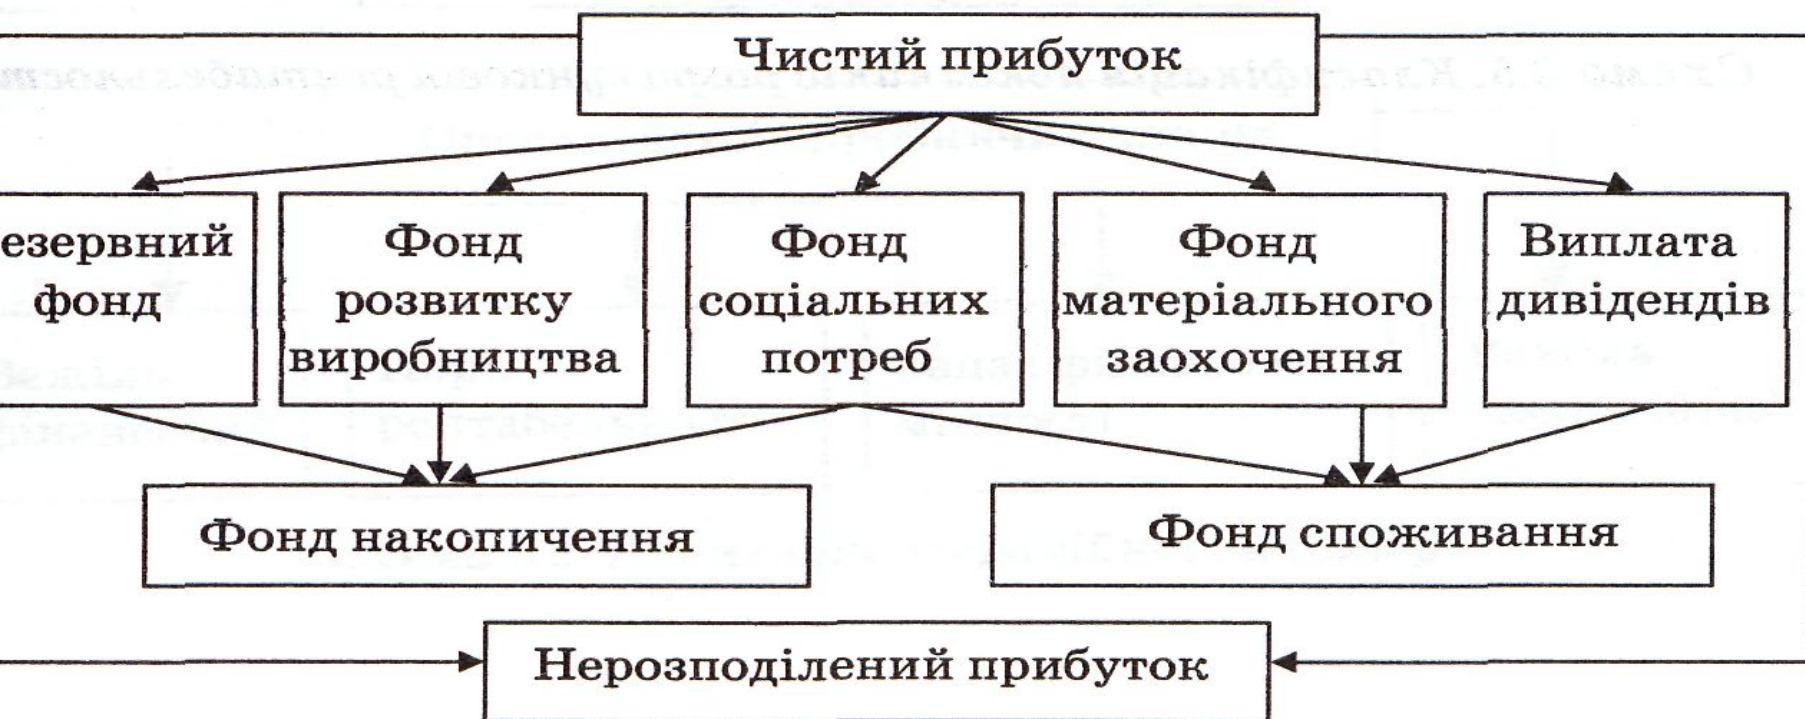 Чистий прибуток
езервний
фонд
Фонд
розвитку
виробництва
Фонд
соціальних
потреб
Фонд
матеріального
заохочення
Виплата
дивідендів
Фонд накопичення
Фонд споживання
Нерозподілений прибуток